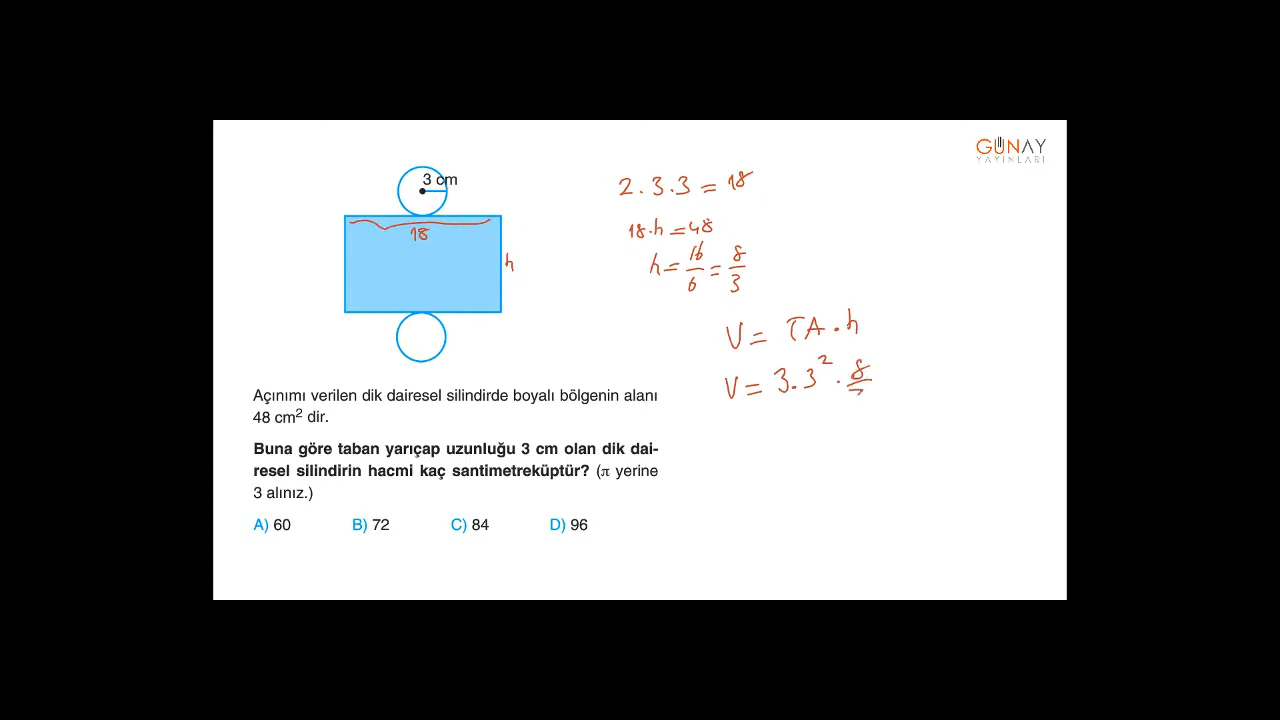 GÜNAY
YAYINLARI
3 cm
18
h
2.3.3 = 18
18.h = 48
h = 16/6 = 8/3
V = TA.h
V = 3.3².8/
Açınımı verilen dik dairesel silindirde boyalı bölgenin alanı
48 cm² dir.
Buna göre taban yarıçap uzunluğu 3 cm olan dik dai-
resel silindirin hacmi kaç santimetreküptür? (π yerine
3 alınız.)
A) 60 B) 72 C) 84 D) 96